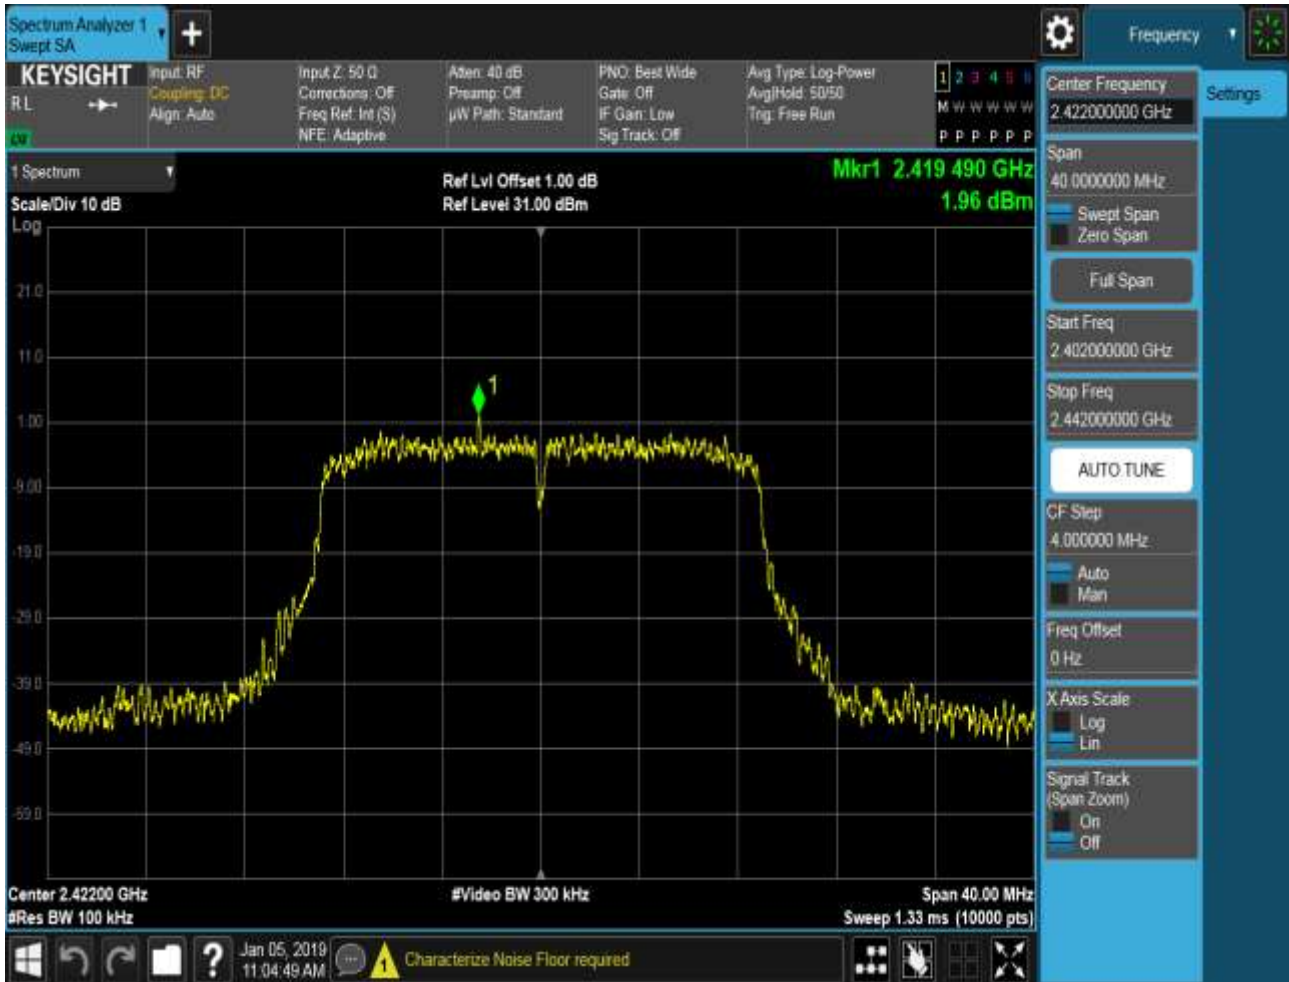 Spectrum Analyzer 1
Swept SA
Frequency
KEYSIGHT
RL
Input: RF
Coupling: DC
Align: Auto
Input Z: 50 Ω
Corrections: Off
Freq Ref: Int (S)
NFE: Adaptive
Atten: 40 dB
Preamp: Off
µW Path: Standard
PNO: Best Wide
Gate: Off
IF Gain: Low
Sig Track: Off
Avg Type: Log-Power
Avg|Hold: 50/50
Trig: Free Run
1 2 3 4 5 6
M W W W W W
P P P P P P
1 Spectrum
Scale/Div 10 dB
Log
Ref Lvl Offset 1.00 dB
Ref Level 31.00 dBm
Mkr1 2.419 490 GHz
1.96 dBm
21.0
11.0
1.00
-9.00
-19.0
-29.0
-39.0
-49.0
-59.0
1
Center 2.42200 GHz
#Res BW 100 kHz
#Video BW 300 kHz
Span 40.00 MHz
Sweep 1.33 ms (10000 pts)
Center Frequency
2.422000000 GHz
Settings
Span
40.0000000 MHz
Swept Span
Zero Span
Full Span
Start Freq
2.402000000 GHz
Stop Freq
2.442000000 GHz
AUTO TUNE
CF Step
4.000000 MHz
Auto
Man
Freq Offset
0 Hz
X Axis Scale
Log
Lin
Signal Track
(Span Zoom)
On
Off
?
Jan 05, 2019
11:04:49 AM
1
Characterize Noise Floor required